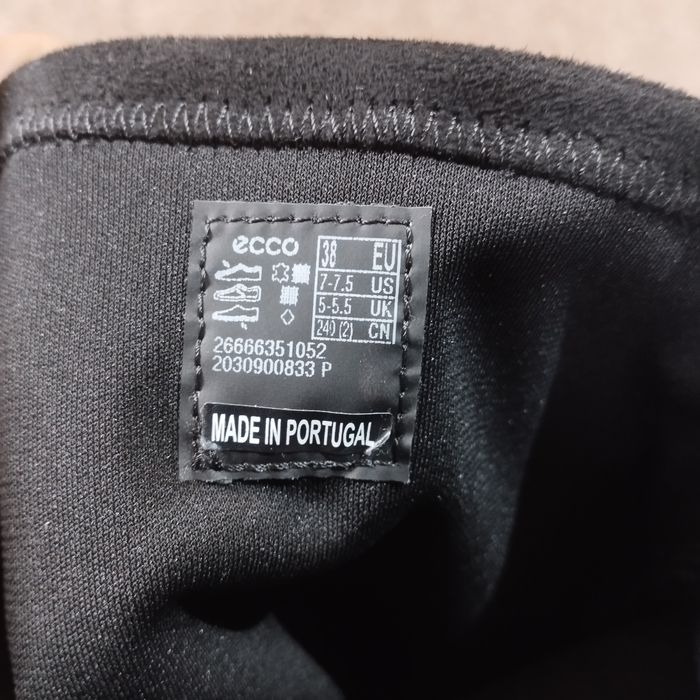 ecco
38 EU
7-7.5 US
5-5.5 UK
240 (2) CN
26666351052
2030900833 P
MADE IN PORTUGAL